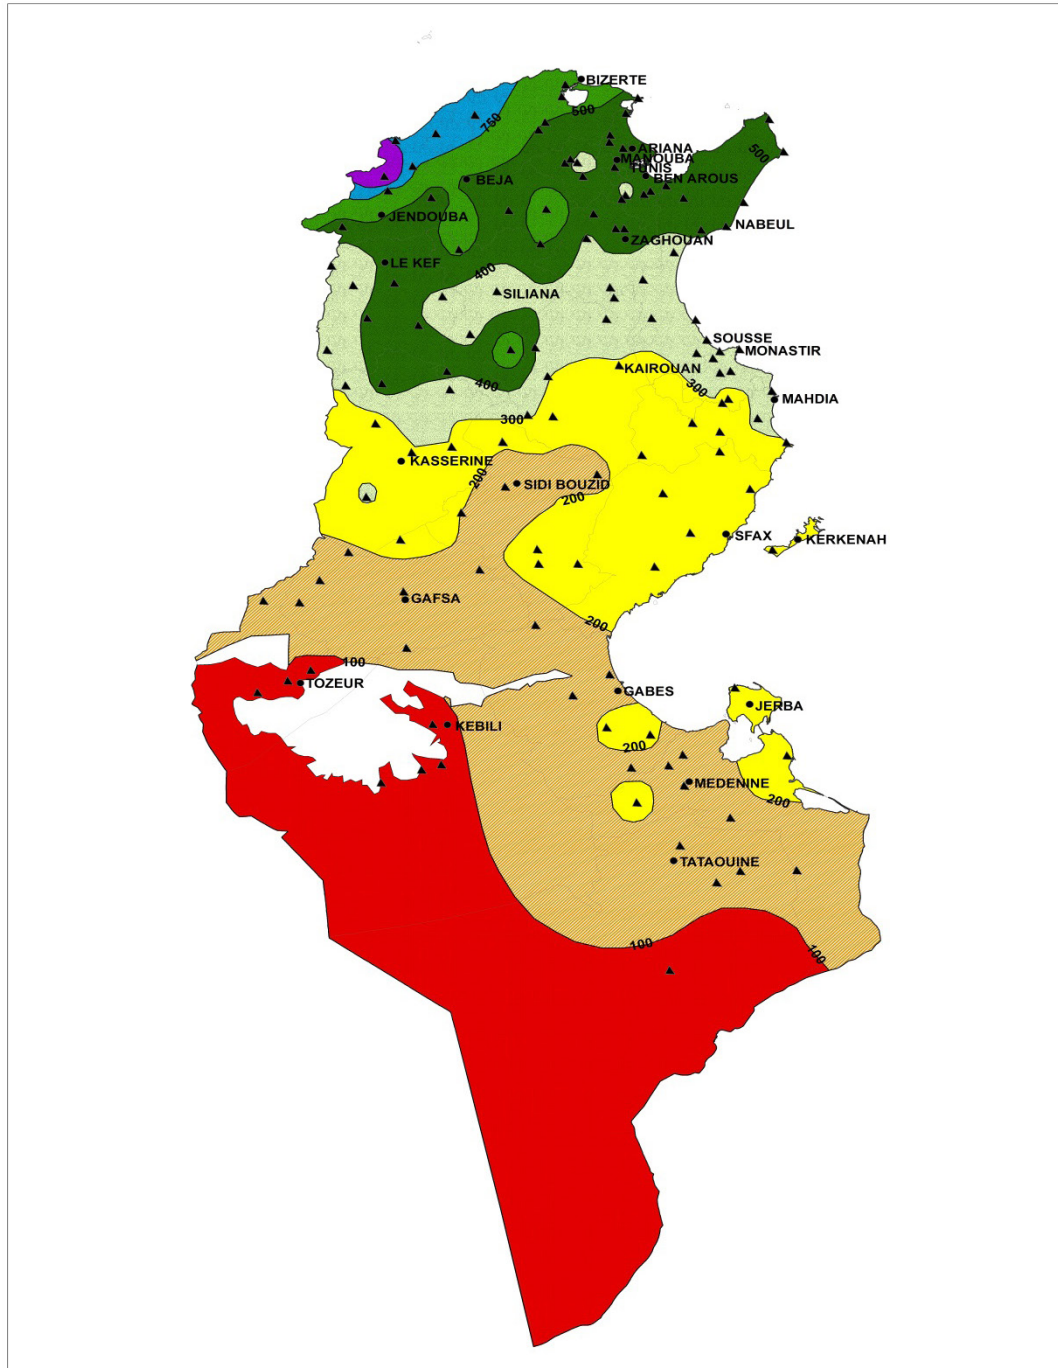 BIZERTE
500
750
ARIANA
MANOUBA
TUNIS
500
BEN AROUS
BEJA
JENDOUBA
NABEUL
ZAGHOUAN
LE KEF
400
SILIANA
SOUSSE
MONASTIR
KAIROUAN
400
300
MAHDIA
300
KASSERINE
200
SIDI BOUZID
200
SFAX
KERKENAH
GAFSA
200
100
TOZEUR
GABES
JERBA
KEBILI
200
MEDENINE
200
TATAOUINE
100
100